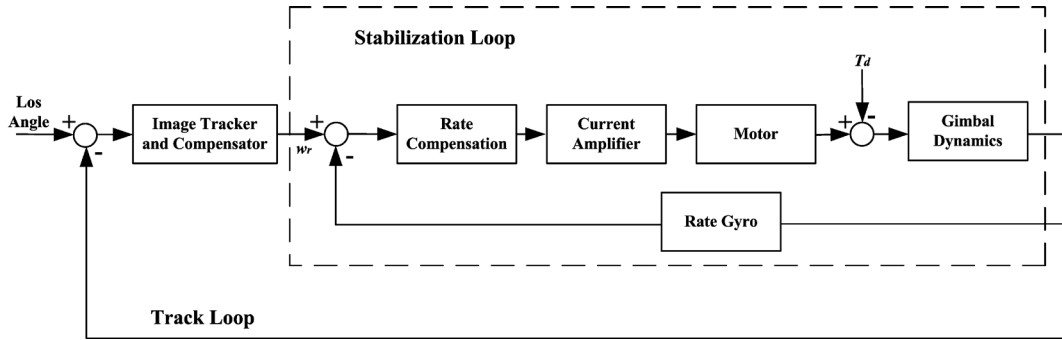 Stabilization Loop
Td
Los
Angle
+
-
Image Tracker
and Compensator
wr
+
-
Rate
Compensation
Current
Amplifier
Motor
+
-
Gimbal
Dynamics
Rate Gyro
Track Loop